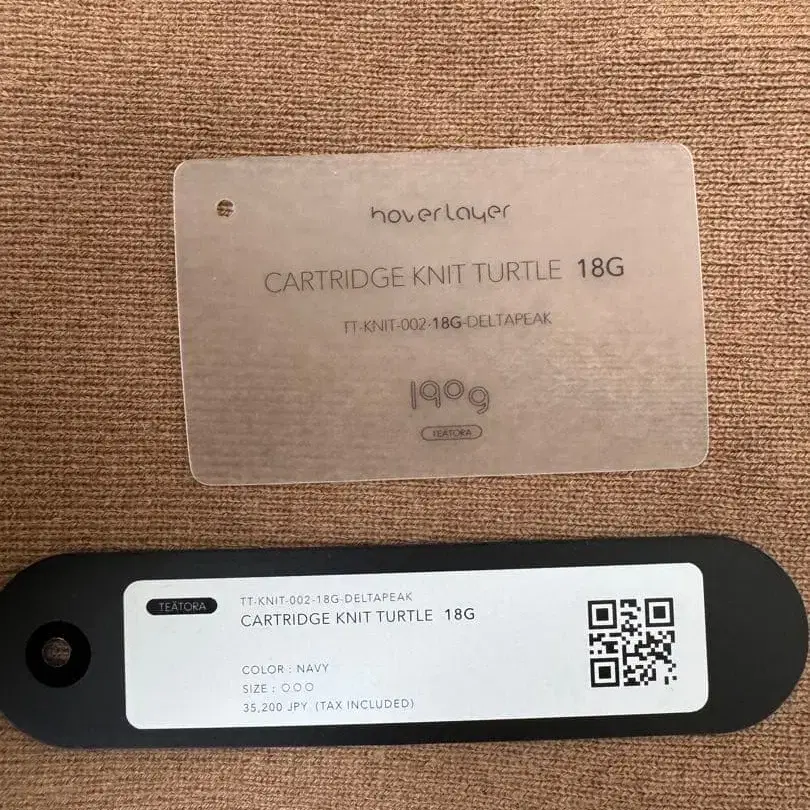 hoverlayer
CARTRIDGE KNIT TURTLE 18G
TT-KNIT-002-18G-DELTAPEAK
190g
TEATORA
TEATORA
TT-KNIT-002-18G-DELTAPEAK
CARTRIDGE KNIT TURTLE 18G
COLOR : NAVY
SIZE : ○○○
35,200 JPY (TAX INCLUDED)